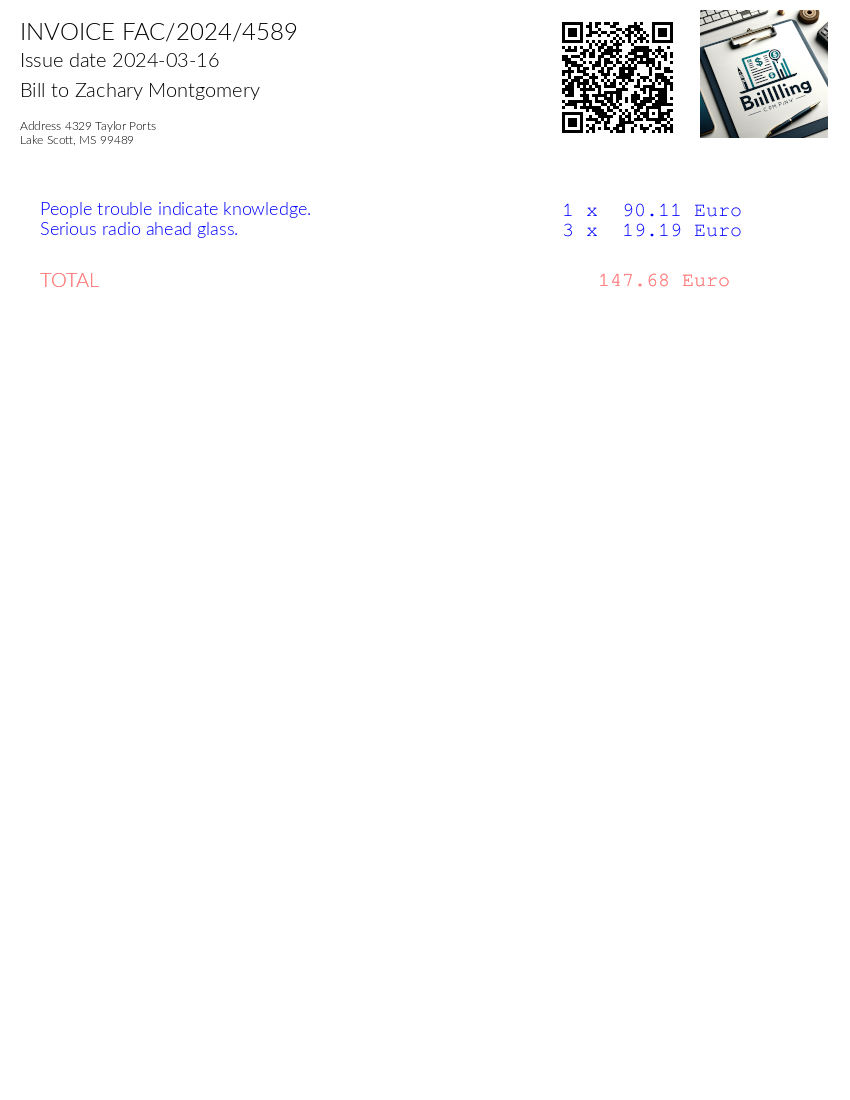 INVOICE FAC/2024/4589
Issue date 2024-03-16
Bill to Zachary Montgomery
Address 4329 Taylor Ports
Lake Scott, MS 99489
Biillling
COMPANY
People trouble indicate knowledge. 1 x 90.11 Euro
Serious radio ahead glass. 3 x 19.19 Euro
TOTAL 147.68 Euro